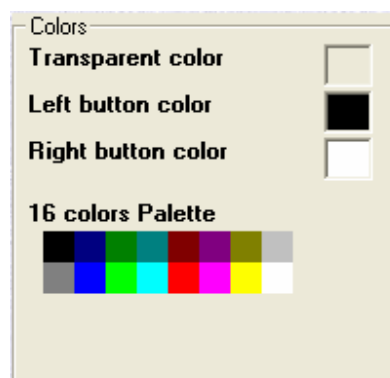 Colors
Transparent color
Left button color
Right button color
16 colors Palette